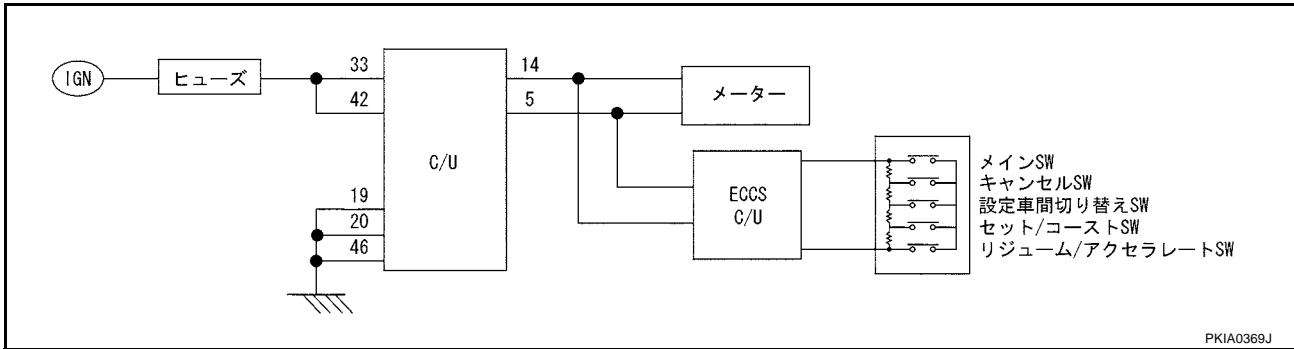 IGN
ヒューズ
33
42
19
20
46
C/U
14
5
メーター
ECCS
C/U
メインSW
キャンセルSW
設定車間切り替えSW
セット/コーストSW
リジューム/アクセラレートSW
PKIA0369J